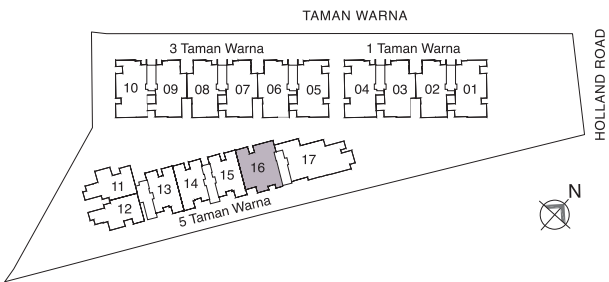 TAMAN WARNA
HOLLAND ROAD
3 Taman Warna
1 Taman Warna
10 09 08 07 06 05 04 03 02 01
11 12 13 14 15 16 17
5 Taman Warna
N